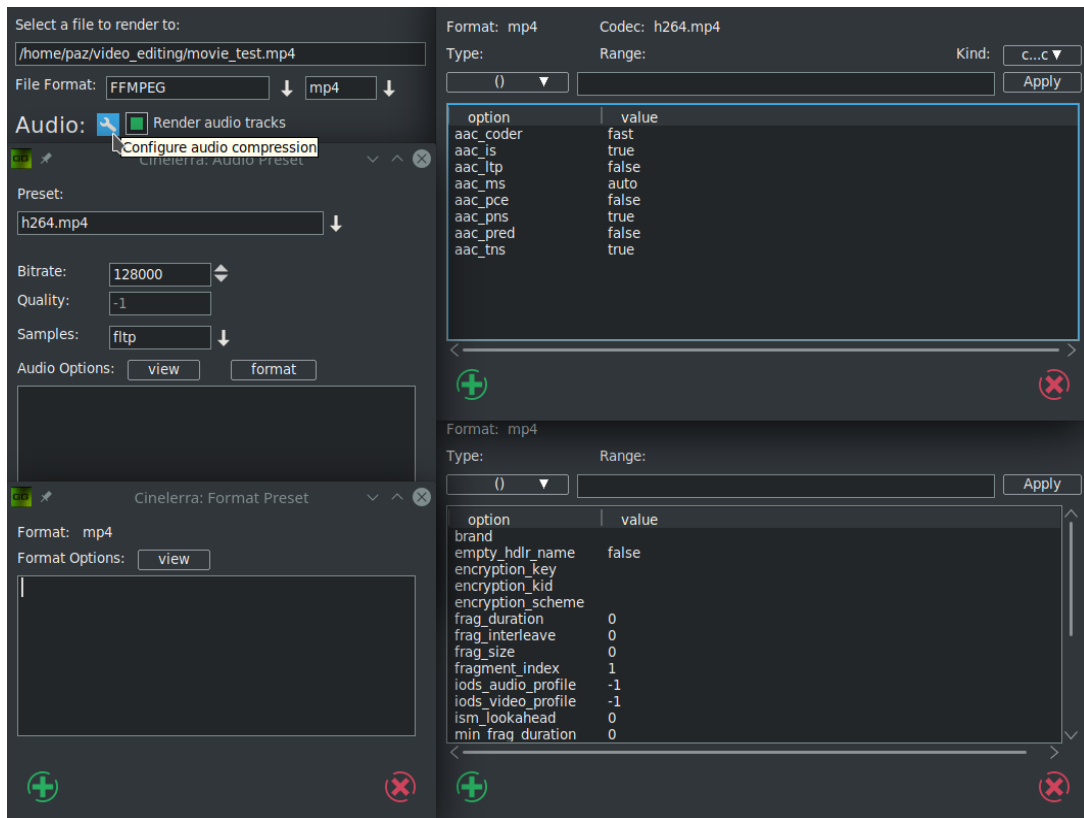 Select a file to render to:
/home/paz/video_editing/movie_test.mp4
File Format: FFMPEG mp4
Audio: Render audio tracks
Configure audio compression
Cinelerra: Audio Preset
Preset:
h264.mp4
Bitrate: 128000
Quality: -1
Samples: fltp
Audio Options: view format
Cinelerra: Format Preset
Format: mp4
Format Options: view
Format: mp4 Codec: h264.mp4
Type: Range: Kind: c...c
() Apply
option value
aac_coder fast
aac_is true
aac_ltp false
aac_ms auto
aac_pce false
aac_pns true
aac_pred false
aac_tns true
Format: mp4
Type: Range:
() Apply
option value
brand
empty_hdlr_name false
encryption_key
encryption_kid
encryption_scheme
frag_duration 0
frag_interleave 0
frag_size 0
fragment_index 1
iods_audio_profile -1
iods_video_profile -1
ism_lookahead 0
min_frag_duration 0